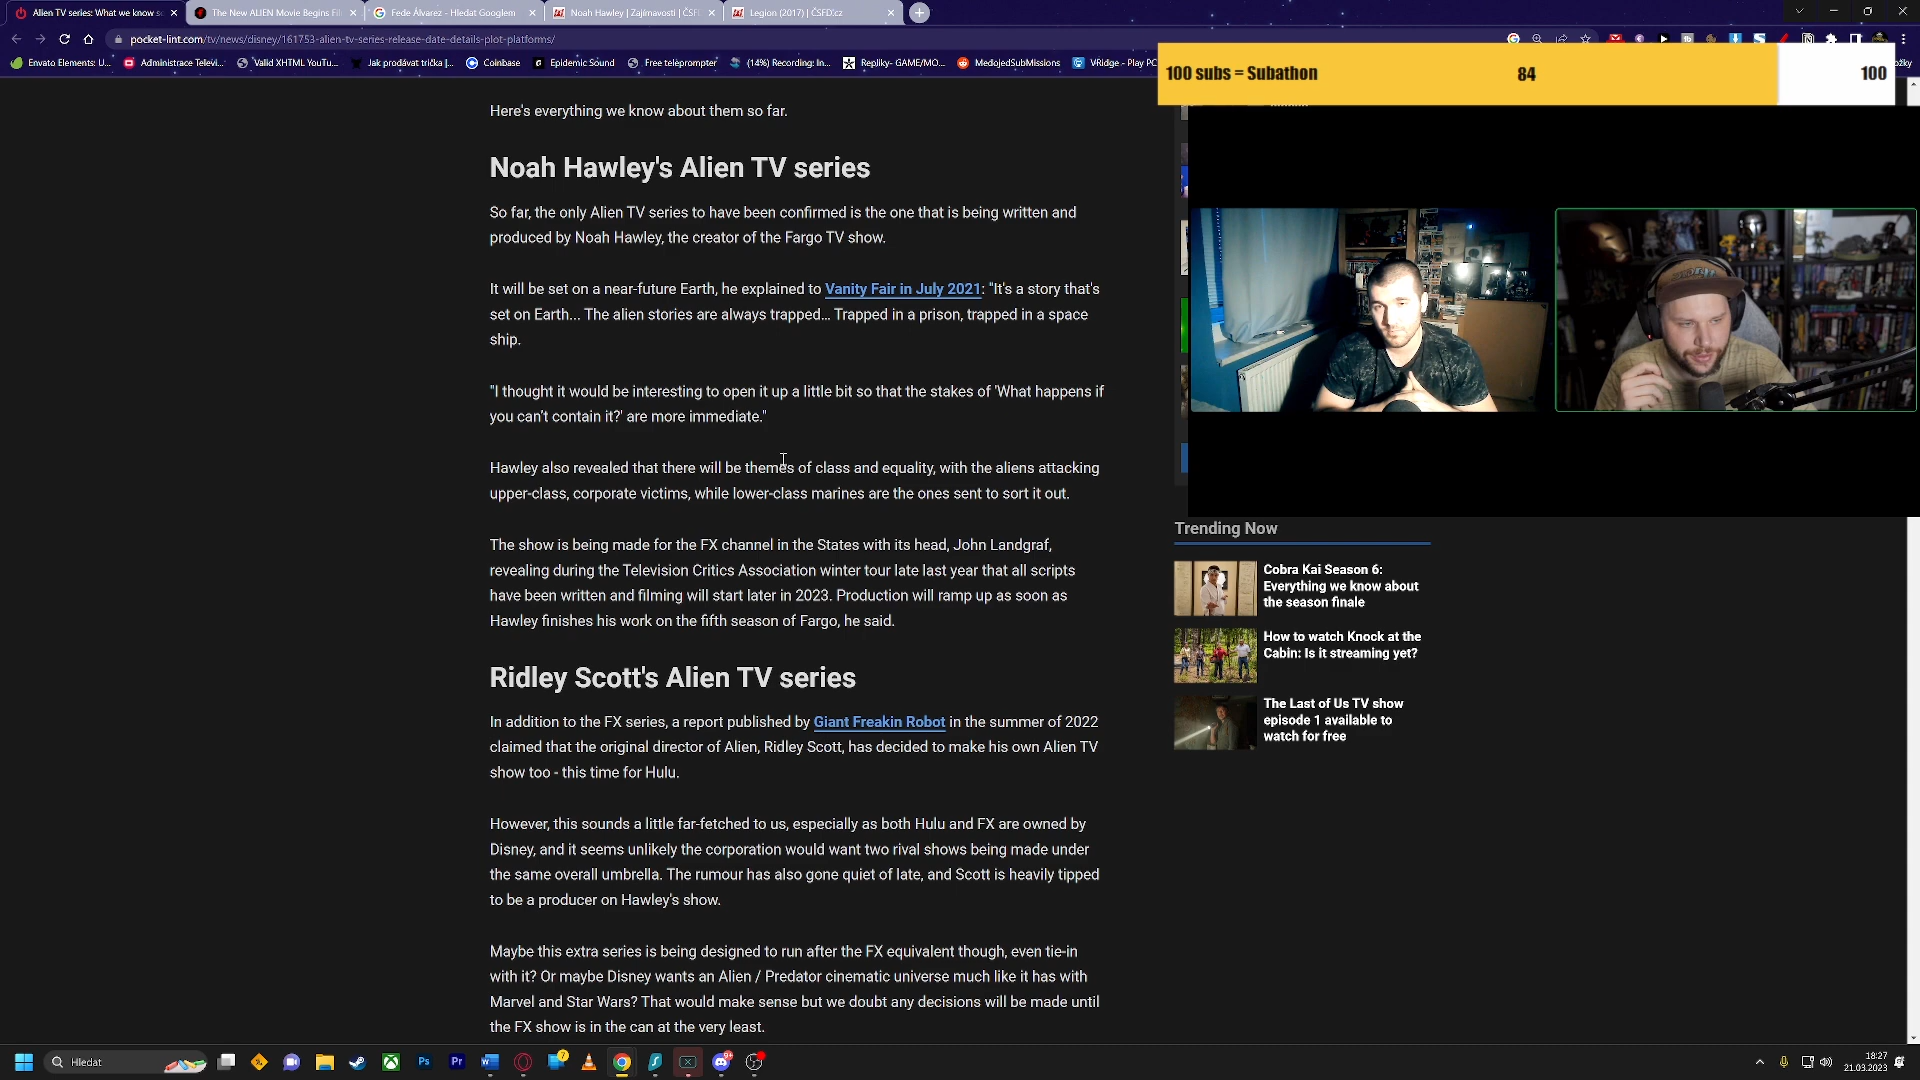 Alien TV series: What we know s
The New ALIEN Movie Begins Fil
Fede Álvarez - Hledat Googlem
Noah Hawley | Zajímavosti | ČSF
Legion (2017) | ČSFD.cz
pocket-lint.com/tv/news/disney/161753-alien-tv-series-release-date-details-plot-platforms/
Envato Elements: U...
Administrace Televi...
Valid XHTML YouTu...
Jak prodávat trička |...
Coinbase
Epidemic Sound
Free teleprompter
(14%) Recording: In...
Repliky- GAME/MO...
MedojedSubMissions
VRidge - Play PC
100 subs = Subathon
84
100
Here's everything we know about them so far.
Noah Hawley's Alien TV series
So far, the only Alien TV series to have been confirmed is the one that is being written and
produced by Noah Hawley, the creator of the Fargo TV show.
It will be set on a near-future Earth, he explained to Vanity Fair in July 2021: "It's a story that's
set on Earth... The alien stories are always trapped... Trapped in a prison, trapped in a space
ship.
"I thought it would be interesting to open it up a little bit so that the stakes of 'What happens if
you can't contain it?' are more immediate."
Hawley also revealed that there will be themes of class and equality, with the aliens attacking
upper-class, corporate victims, while lower-class marines are the ones sent to sort it out.
The show is being made for the FX channel in the States with its head, John Landgraf,
revealing during the Television Critics Association winter tour late last year that all scripts
have been written and filming will start later in 2023. Production will ramp up as soon as
Hawley finishes his work on the fifth season of Fargo, he said.
Ridley Scott's Alien TV series
In addition to the FX series, a report published by Giant Freakin Robot in the summer of 2022
claimed that the original director of Alien, Ridley Scott, has decided to make his own Alien TV
show too - this time for Hulu.
However, this sounds a little far-fetched to us, especially as both Hulu and FX are owned by
Disney, and it seems unlikely the corporation would want two rival shows being made under
the same overall umbrella. The rumour has also gone quiet of late, and Scott is heavily tipped
to be a producer on Hawley's show.
Maybe this extra series is being designed to run after the FX equivalent though, even tie-in
with it? Or maybe Disney wants an Alien / Predator cinematic universe much like it has with
Marvel and Star Wars? That would make sense but we doubt any decisions will be made until
the FX show is in the can at the very least.
Trending Now
Cobra Kai Season 6:
Everything we know about
the season finale
How to watch Knock at the
Cabin: Is it streaming yet?
The Last of Us TV show
episode 1 available to
watch for free
Hledat
Ps
Pr
7
18:27
21.03.2023